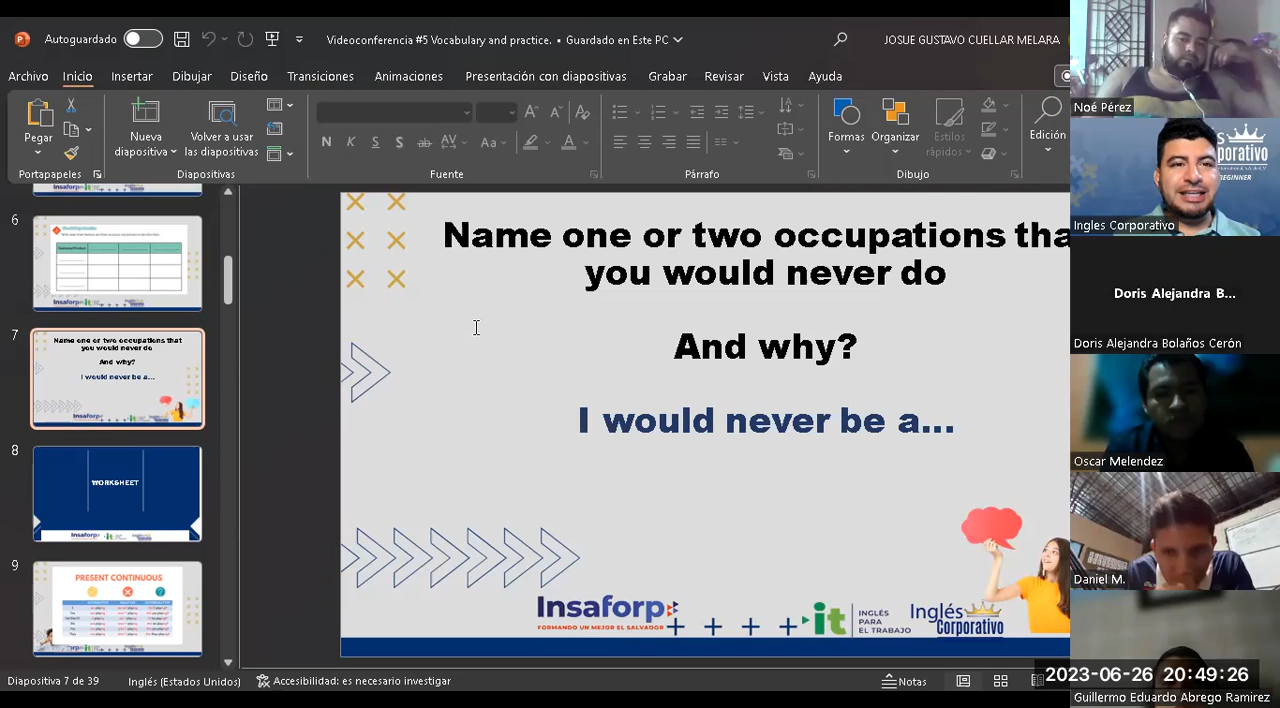 Autoguardado
Videoconferencia #5 Vocabulary and practice. • Guardado en Este PC
JOSUE GUSTAVO CUELLAR MELARA
Archivo Inicio Insertar Dibujar Diseño Transiciones Animaciones Presentación con diapositivas Grabar Revisar Vista Ayuda
Pegar
Nueva diapositiva
Volver a usar las diapositivas
N K S S ab AV Aa A
Formas Organizar Estilos rápidos
Edición
Portapapeles Diapositivas Fuente Párrafo Dibujo
6
7
Name one or two occupations that
you would never do
And why?
I would never be a...
8
WORKSHEET
9
PRESENT CONTINUOUS
Name one or two occupations tha
you would never do
And why?
I would never be a...
Insaforp
FORMANDO UN MEJOR EL SALVADOR
it
INGLÉS
PARA
EL TRABAJO
Inglés
Corporativo
Diapositiva 7 de 39 Inglés (Estados Unidos) Accesibilidad: es necesario investigar Notas
Noé Pérez
orporativo
BEGINNER
Ingles Corporativo
Doris Alejandra B...
Doris Alejandra Bolaños Cerón
Oscar Melendez
Daniel M.
2023-06-26 20:49:26
Guillermo Eduardo Abrego Ramirez